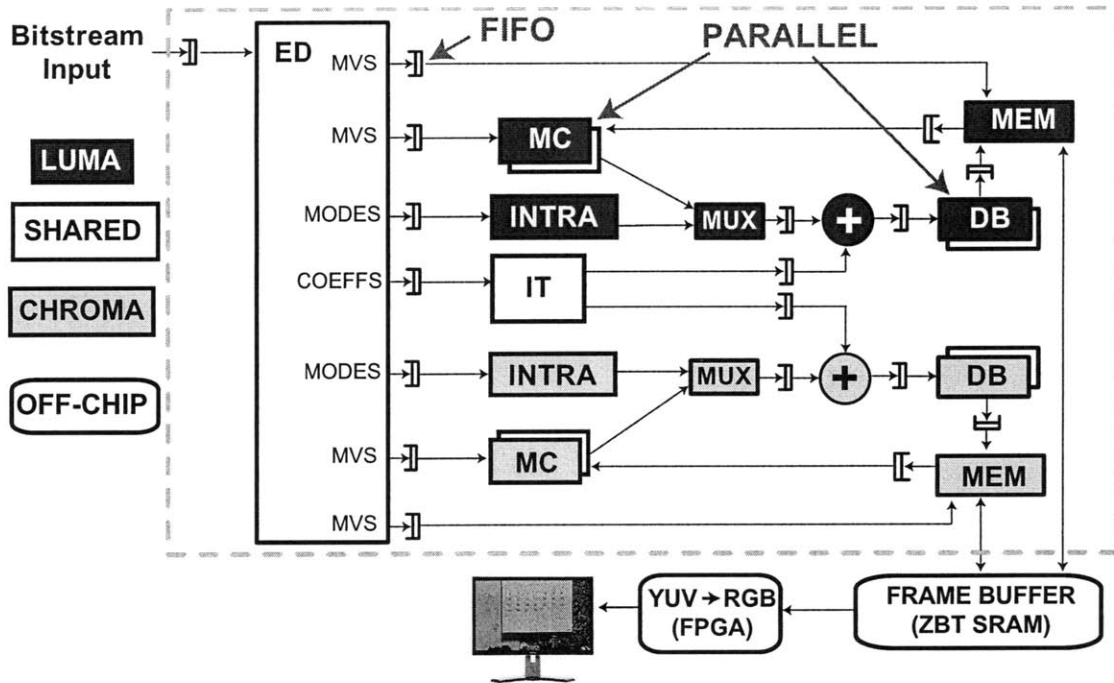 Bitstream
Input
ED
FIFO
PARALLEL
MVS
MEM
MVS
MC
LUMA
MODES
INTRA
MUX
+
DB
SHARED
COEFFS
IT
CHROMA
MODES
INTRA
MUX
+
DB
OFF-CHIP
MVS
MC
MEM
MVS
YUV→RGB
(FPGA)
FRAME BUFFER
(ZBT SRAM)